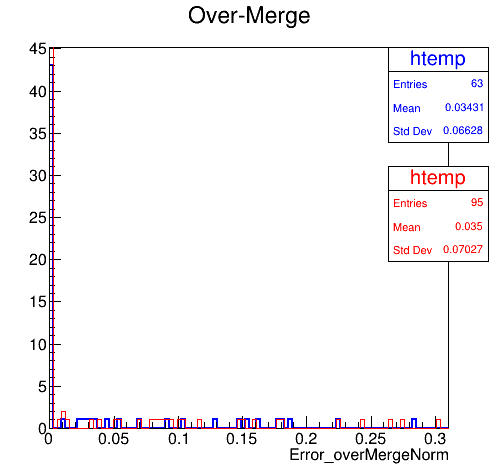 Over-Merge
htemp
Entries 63
Mean 0.03431
Std Dev 0.06628
htemp
Entries 95
Mean 0.035
Std Dev 0.07027
45
40
35
30
25
20
15
10
5
0
0 0.05 0.1 0.15 0.2 0.25 0.3
Error_overMergeNorm